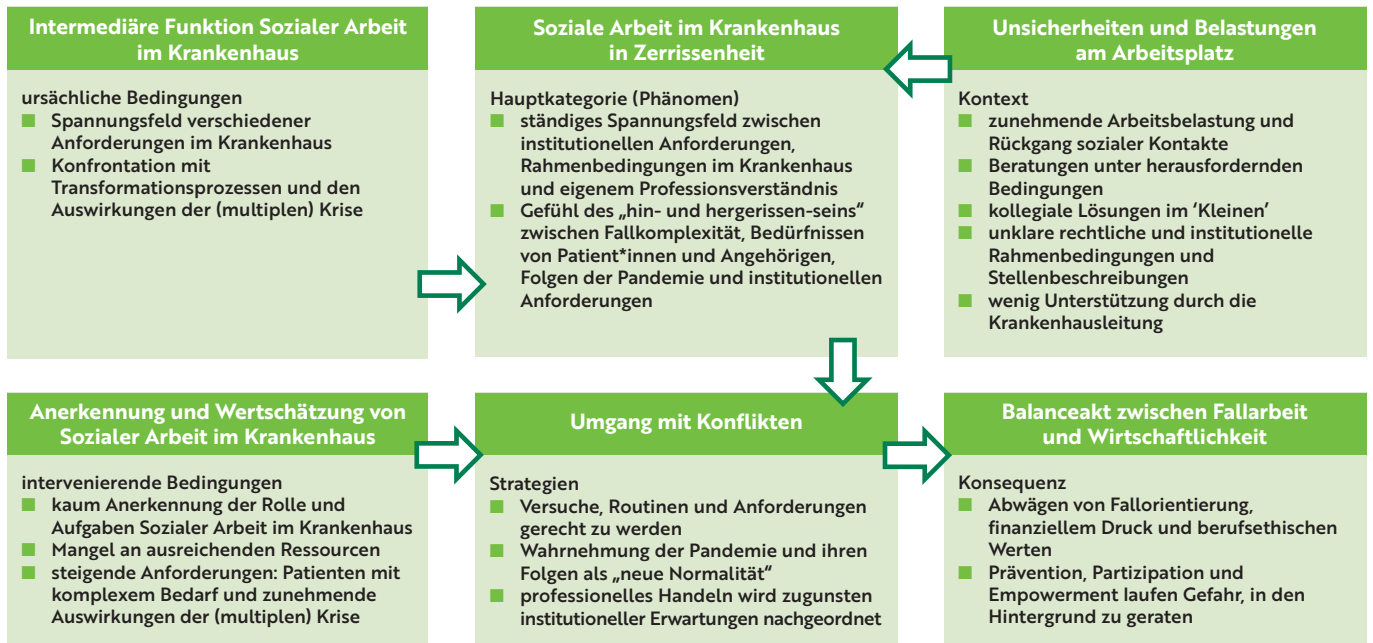 Intermediäre Funktion Sozialer Arbeit
im Krankenhaus
ursächliche Bedingungen
Spannungsfeld verschiedener
Anforderungen im Krankenhaus
Konfrontation mit
Transformationsprozessen und den
Auswirkungen der (multiplen) Krise
Soziale Arbeit im Krankenhaus
in Zerrissenheit
Hauptkategorie (Phänomen)
ständiges Spannungsfeld zwischen
institutionellen Anforderungen,
Rahmenbedingungen im Krankenhaus
und eigenem Professionsverständnis
Gefühl des „hin- und hergerissen-seins“
zwischen Fallkomplexität, Bedürfnissen
von Patient*innen und Angehörigen,
Folgen der Pandemie und institutionellen
Anforderungen
Unsicherheiten und Belastungen
am Arbeitsplatz
Kontext
zunehmende Arbeitsbelastung und
Rückgang sozialer Kontakte
Beratungen unter herausfordernden
Bedingungen
kollegiale Lösungen im ‘Kleinen’
unklare rechtliche und institutionelle
Rahmenbedingungen und
Stellenbeschreibungen
wenig Unterstützung durch die
Krankenhausleitung
Anerkennung und Wertschätzung von
Sozialer Arbeit im Krankenhaus
intervenierende Bedingungen
kaum Anerkennung der Rolle und
Aufgaben Sozialer Arbeit im Krankenhaus
Mangel an ausreichenden Ressourcen
steigende Anforderungen: Patienten mit
komplexem Bedarf und zunehmende
Auswirkungen der (multiplen) Krise
Umgang mit Konflikten
Strategien
Versuche, Routinen und Anforderungen
gerecht zu werden
Wahrnehmung der Pandemie und ihren
Folgen als „neue Normalität“
professionelles Handeln wird zugunsten
institutioneller Erwartungen nachgeordnet
Balanceakt zwischen Fallarbeit
und Wirtschaftlichkeit
Konsequenz
Abwägen von Fallorientierung,
finanziellem Druck und berufsethischen
Werten
Prävention, Partizipation und
Empowerment laufen Gefahr, in den
Hintergrund zu geraten